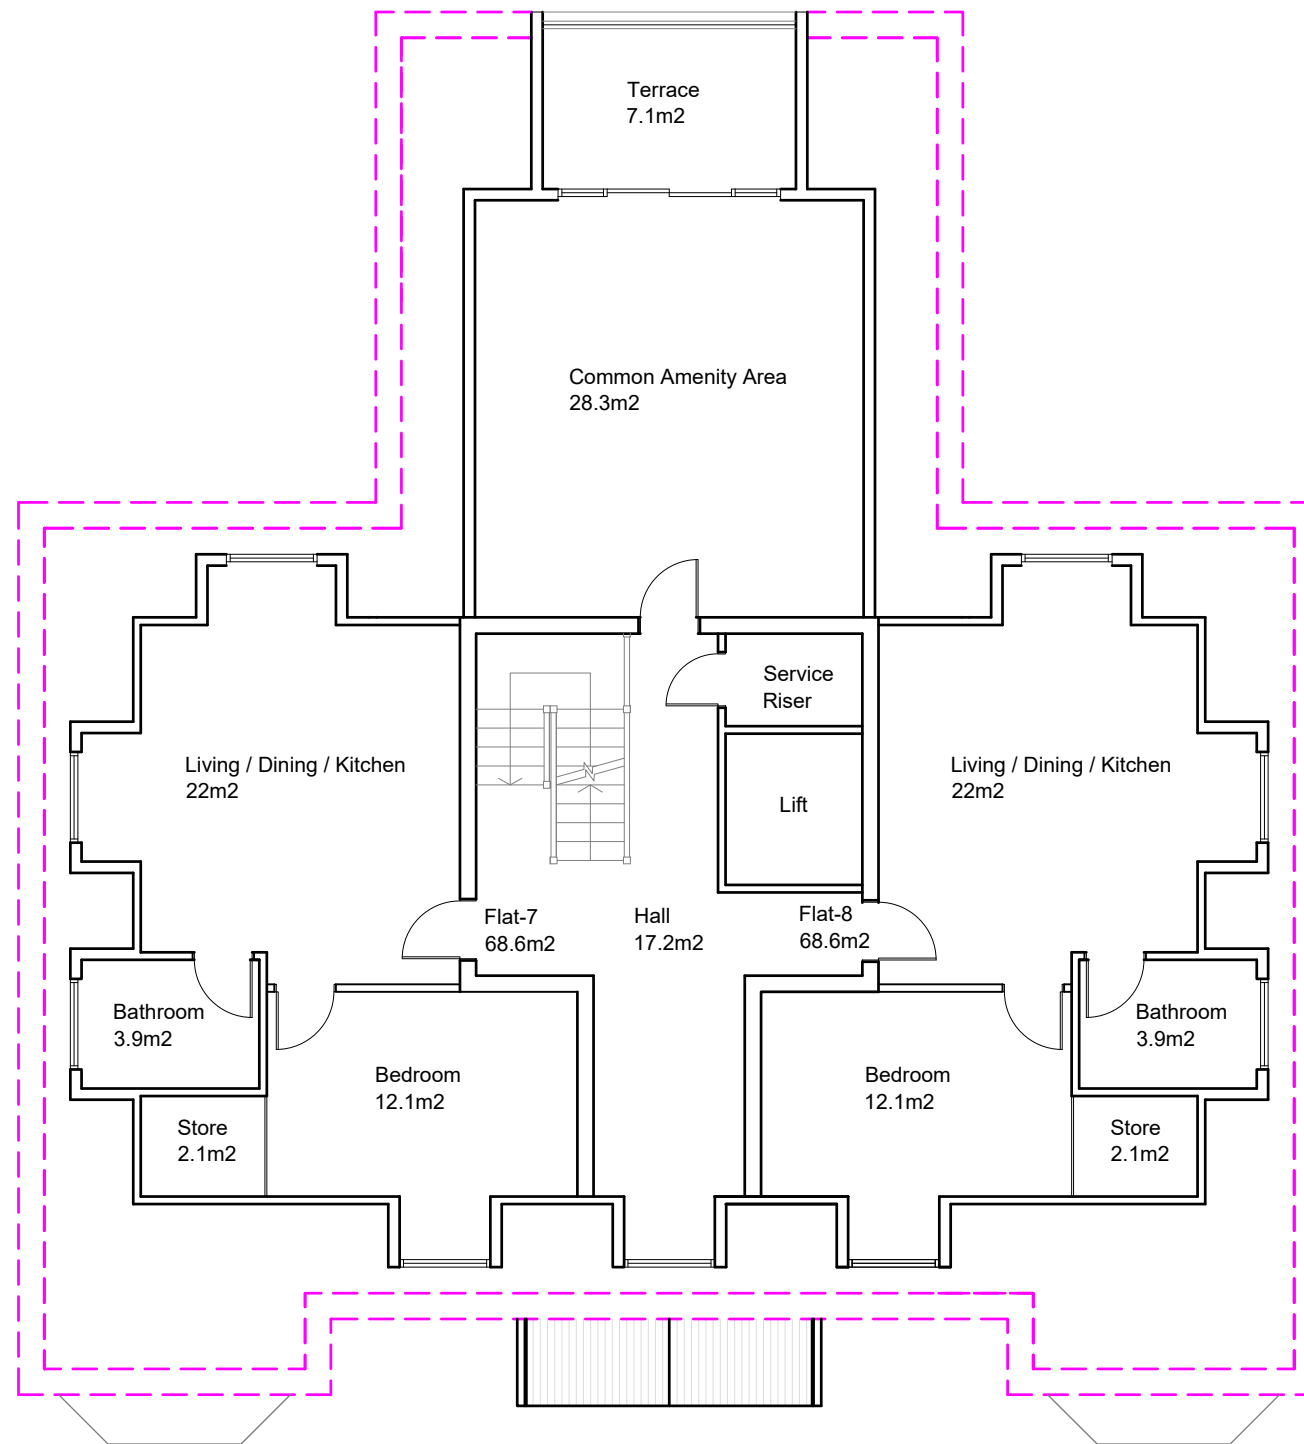 Terrace
7.1m2
Common Amenity Area
28.3m2
Service
Riser
Living / Dining / Kitchen
22m2
Lift
Living / Dining / Kitchen
22m2
Flat-7
68.6m2
Hall
17.2m2
Flat-8
68.6m2
Bathroom
3.9m2
Bedroom
12.1m2
Store
2.1m2
Bedroom
12.1m2
Bathroom
3.9m2
Store
2.1m2